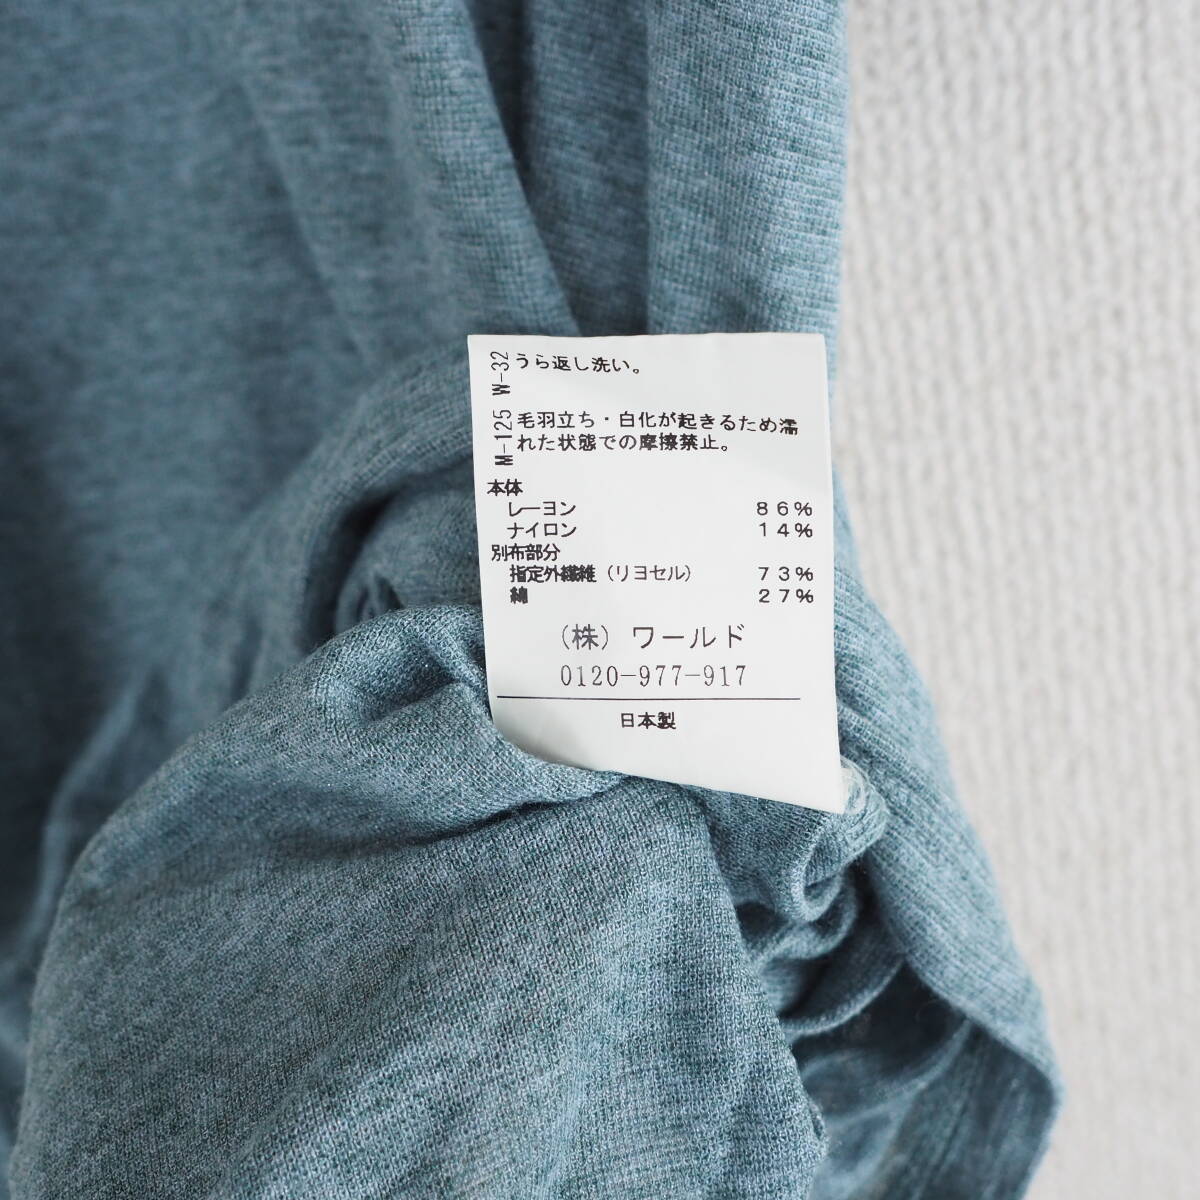 W-32
うら返し洗い。
M-125
毛羽立ち・白化が起きるため濡
れた状態での摩擦禁止。
本体
レーヨン 86%
ナイロン 14%
別布部分
指定外繊維(リヨセル) 73%
綿 27%
(株)ワールド
0120-977-917
日本製